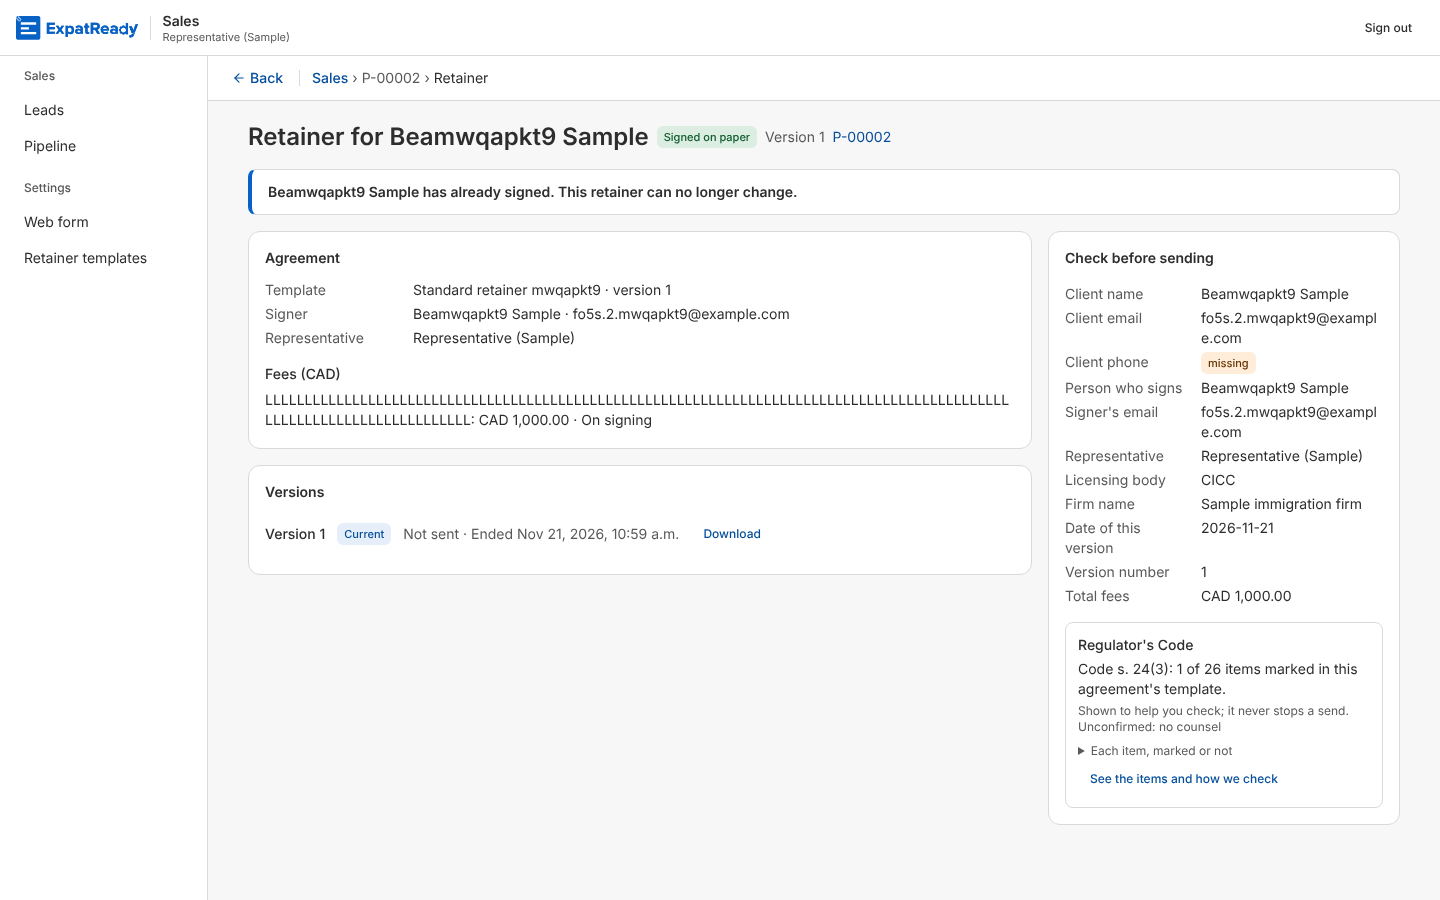 ExpatReady
Sales
Representative (Sample)
Sign out
Sales
Leads
Pipeline
Settings
Web form
Retainer templates
← Back
Sales › P-00002 › Retainer
Retainer for Beamwqapkt9 Sample Signed on paper Version 1 P-00002
Beamwqapkt9 Sample has already signed. This retainer can no longer change.
Agreement
Template Standard retainer mwqapkt9 · version 1
Signer Beamwqapkt9 Sample · fo5s.2.mwqapkt9@example.com
Representative Representative (Sample)
Fees (CAD)
: CAD 1,000.00 · On signing
Versions
Version 1 Current Not sent · Ended Nov 21, 2026, 10:59 a.m. Download
Check before sending
Client name Beamwqapkt9 Sample
Client email fo5s.2.mwqapkt9@exampl
e.com
Client phone missing
Person who signs Beamwqapkt9 Sample
Signer's email fo5s.2.mwqapkt9@exampl
e.com
Representative Representative (Sample)
Licensing body CICC
Firm name Sample immigration firm
Date of this 2026-11-21
version
Version number 1
Total fees CAD 1,000.00
Regulator's Code
Code s. 24(3): 1 of 26 items marked in this
agreement's template.
Shown to help you check; it never stops a send.
Unconfirmed: no counsel
▶ Each item, marked or not
See the items and how we check